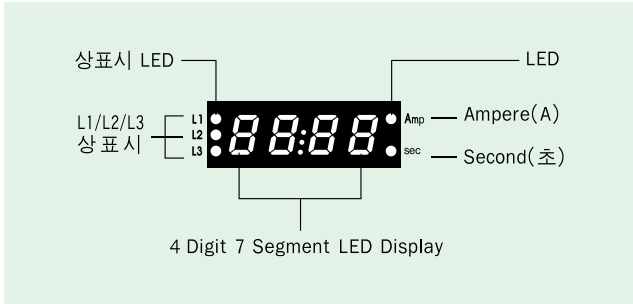 상표시 LED
LED
L1/L2/L3
상표시
L1
L2
L3
88:88
Amp
sec
Ampere(A)
Second(초)
4 Digit 7 Segment LED Display